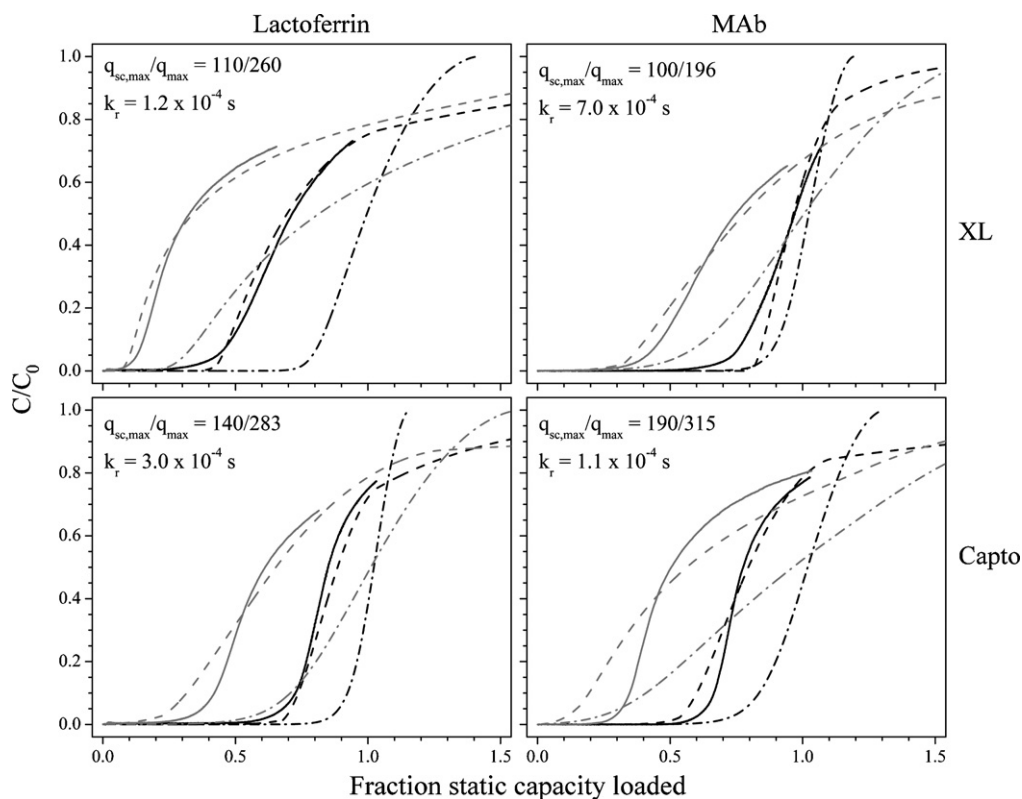 Lactoferrin
MAb
q_sc,max/q_max = 110/260
k_r = 1.2 x 10^-4 s
q_sc,max/q_max = 100/196
k_r = 7.0 x 10^-4 s
XL
1.0
0.8
0.6
0.4
0.2
0.0
C/C_0
q_sc,max/q_max = 140/283
k_r = 3.0 x 10^-4 s
q_sc,max/q_max = 190/315
k_r = 1.1 x 10^-4 s
Capto
1.0
0.8
0.6
0.4
0.2
0.0
0.0 0.5 1.0 1.5
0.0 0.5 1.0 1.5
Fraction static capacity loaded